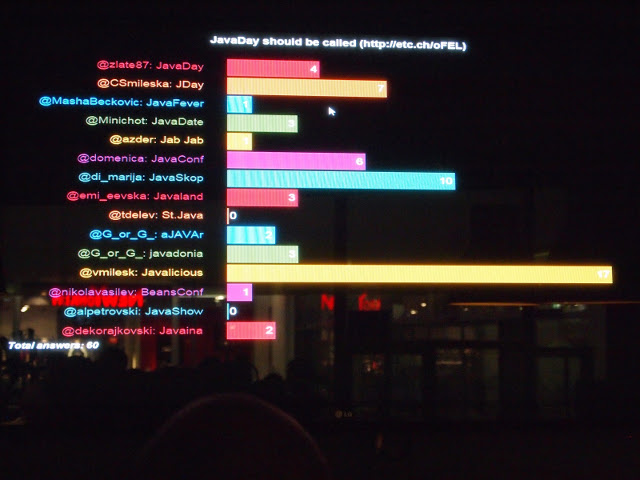 JavaDay should be called (http://etc.ch/oFEL)
@zlate87: JavaDay 4
@CSmileska: JDay 7
@MashaBeckovic: JavaFever 1
@Minichot: JavaDate 3
@azder: Jab Jab 1
@domenica: JavaConf 6
@di_marija: JavaSkop 10
@emi_eevska: Javaland 3
@tdelev: St.Java 0
@G_or_G_: aJAVAr 2
@G_or_G_: javadonia 3
@vmilesk: Javalicious 17
@nikolavasilev: BeansConf 1
@alpetrovski: JavaShow 0
@dekorajkovski: Javaina 2
Total answers: 60